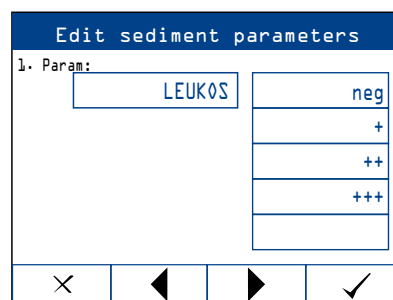 Edit sediment parameters
1. Param:
LEUKOS neg
+
++
+++